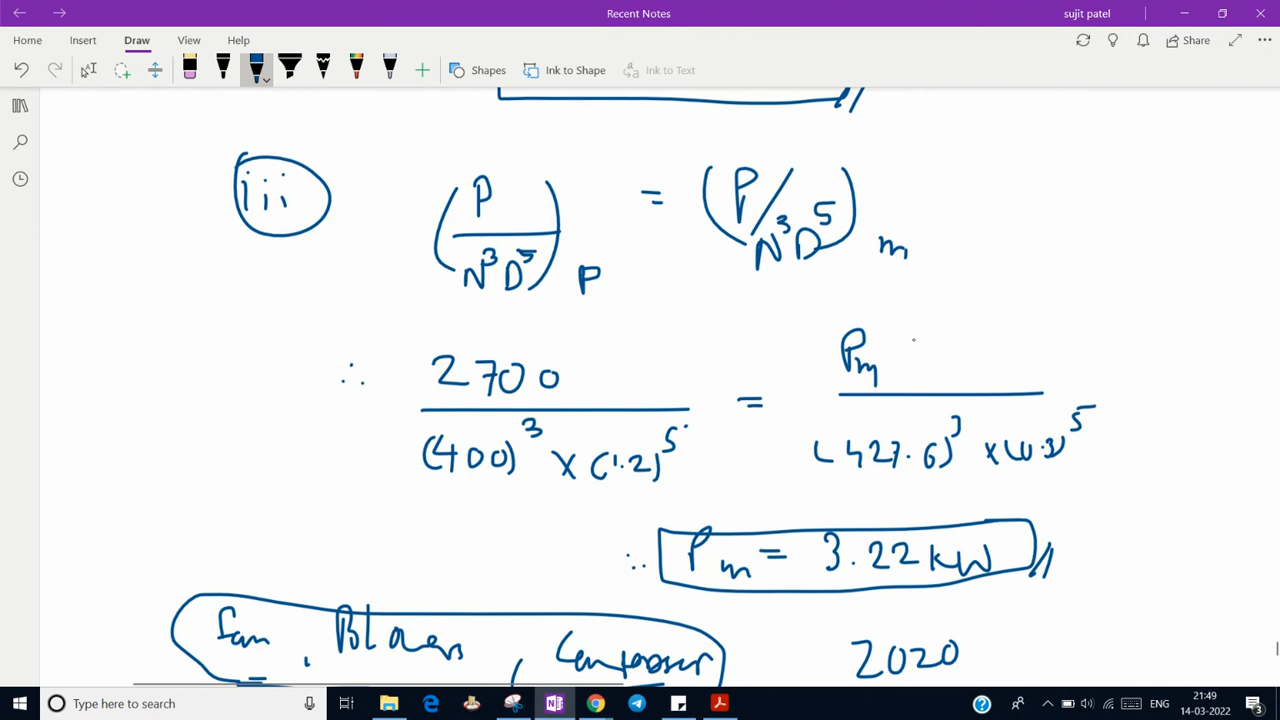 Recent Notes
sujit patel
Home Insert Draw View Help
Share
Shapes Ink to Shape Ink to Text
iii (P / N³D⁵)p = (P/N³D⁵)m
∴ 2700 / (400)³ × (1.2)⁵ = Pm / (427.6)³ × (0.3)⁵
∴ Pm = 3.22 kW
fan, Blowers, Compressor 2020
Type here to search
ENG
21:49
14-03-2022
3